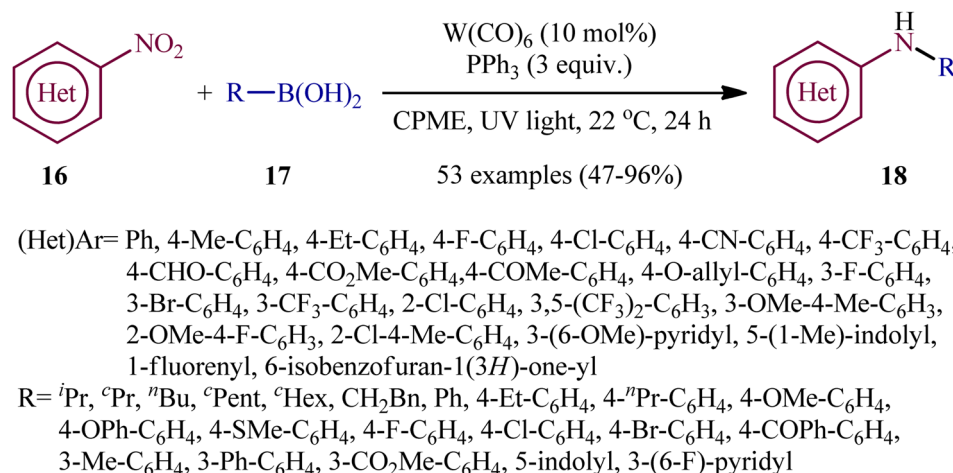 NO₂
Het
+ R—B(OH)₂
W(CO)₆ (10 mol%)
PPh₃ (3 equiv.)
CPME, UV light, 22 °C, 24 h
53 examples (47-96%)
H
N
R
Het
16
17
18
(Het)Ar= Ph, 4-Me-C₆H₄, 4-Et-C₆H₄, 4-F-C₆H₄, 4-Cl-C₆H₄, 4-CN-C₆H₄, 4-CF₃-C₆H₄,
4-CHO-C₆H₄, 4-CO₂Me-C₆H₄,4-COMe-C₆H₄, 4-O-allyl-C₆H₄, 3-F-C₆H₄,
3-Br-C₆H₄, 3-CF₃-C₆H₄, 2-Cl-C₆H₄, 3,5-(CF₃)₂-C₆H₃, 3-OMe-4-Me-C₆H₃,
2-OMe-4-F-C₆H₃, 2-Cl-4-Me-C₆H₄, 3-(6-OMe)-pyridyl, 5-(1-Me)-indolyl,
1-fluorenyl, 6-isobenzofuran-1(3H)-one-yl
R= ⁱPr, ᶜPr, ⁿBu, ᶜPent, ᶜHex, CH₂Bn, Ph, 4-Et-C₆H₄, 4-ⁿPr-C₆H₄, 4-OMe-C₆H₄,
4-OPh-C₆H₄, 4-SMe-C₆H₄, 4-F-C₆H₄, 4-Cl-C₆H₄, 4-Br-C₆H₄, 4-COPh-C₆H₄,
3-Me-C₆H₄, 3-Ph-C₆H₄, 3-CO₂Me-C₆H₄, 5-indolyl, 3-(6-F)-pyridyl